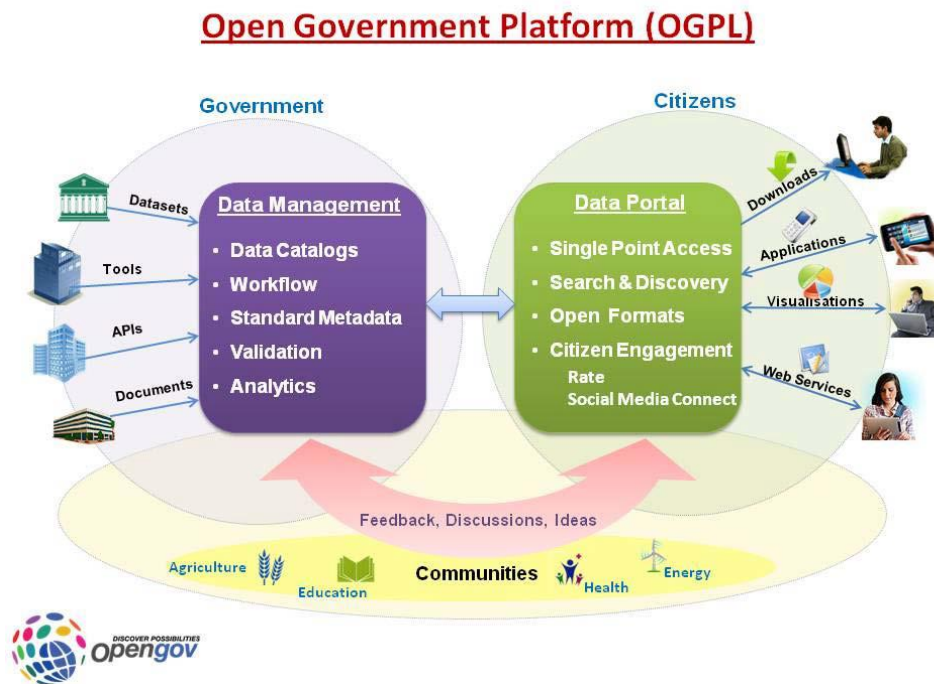 Open Government Platform (OGPL)
Government
Citizens
Datasets
Tools
APIs
Documents
Data Management
• Data Catalogs
• Workflow
• Standard Metadata
• Validation
• Analytics
Data Portal
• Single Point Access
• Search & Discovery
• Open Formats
• Citizen Engagement
Rate
Social Media Connect
Downloads
Applications
Visualisations
Web Services
Feedback, Discussions, Ideas
Agriculture
Education
Communities
Health
Energy
DISCOVER POSSIBILITIES
opengov